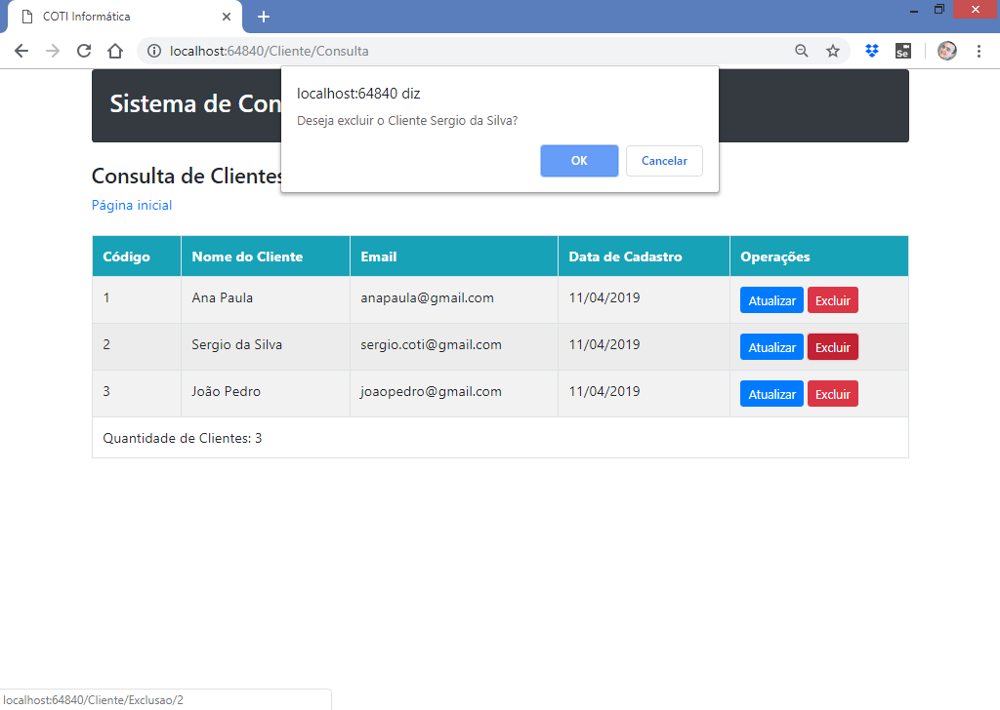 COTI Informática
localhost:64840/Cliente/Consulta
Se
localhost:64840 diz
Deseja excluir o Cliente Sergio da Silva?
OK Cancelar
Sistema de Con
Consulta de Clientes
Página inicial
Código Nome do Cliente Email Data de Cadastro Operações
1 Ana Paula anapaula@gmail.com 11/04/2019 Atualizar Excluir
2 Sergio da Silva sergio.coti@gmail.com 11/04/2019 Atualizar Excluir
3 João Pedro joaopedro@gmail.com 11/04/2019 Atualizar Excluir
Quantidade de Clientes: 3
localhost:64840/Cliente/Exclusao/2